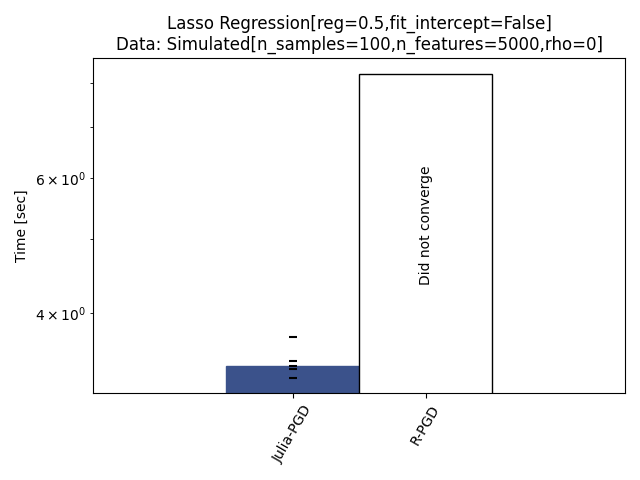 Lasso Regression[reg=0.5,fit_intercept=False]
Data: Simulated[n_samples=100,n_features=5000,rho=0]
Time [sec]
6 × 10⁰
4 × 10⁰
Did not converge
Julia-PGD
R-PGD